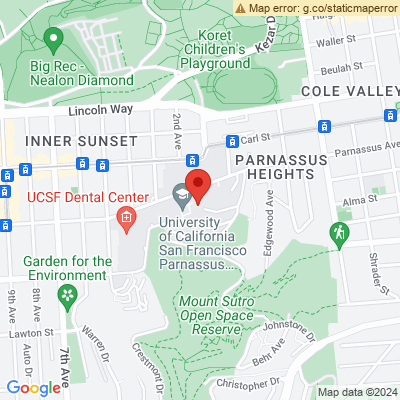 Map error: g.co/staticmaperror
Koret
Children's
Playground
Kezar D
Big Rec -
Nealon Diamond
Cole
Waller St
Beulah St
COLE VALLEY
Lincoln Way
2nd Ave
Carl St
INNER SUNSET
PARNASSUS
HEIGHTS
Parnassus Ave
UCSF Dental Center
University
of California
San Francisco
Parnassus....
Edgewood Ave
Alma St
Garden for the
Environment
Shrader St
9th Ave
8th Ave
Mount Sutro
Open Space
Reserve
Lawton St
7th Ave
Auto Dr
Warren Dr
Crestmont Dr
Johnstone Dr
Behr Ave
Christopher Dr
Google
Map data ©2024